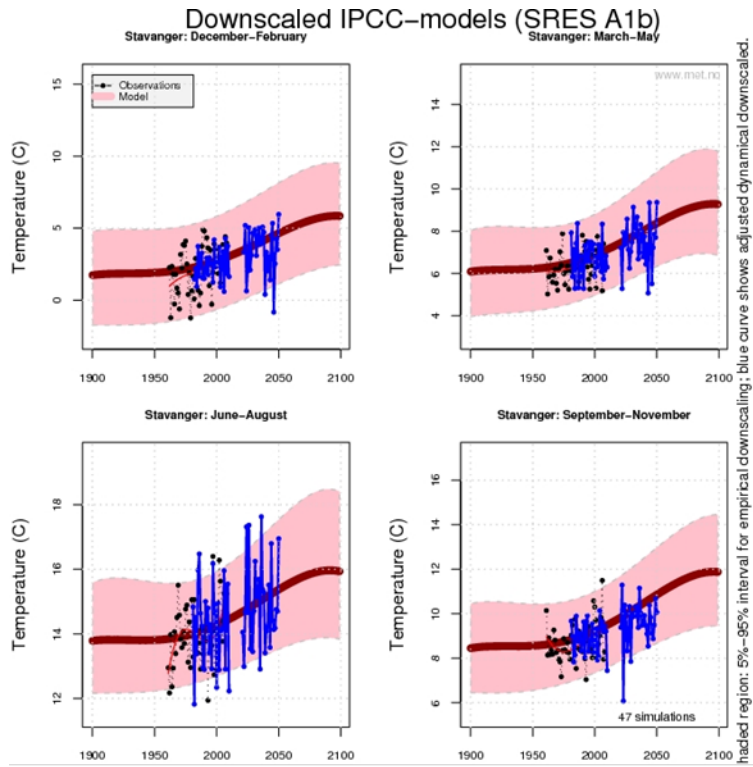 Downscaled IPCC−models (SRES A1b)
Stavanger: December−February
Temperature (C)
15
10
5
0
Observations
Model
1900 1950 2000 2050 2100
Stavanger: March−May
www.met.no
Temperature (C)
14
12
10
8
6
4
1900 1950 2000 2050 2100
Stavanger: June−August
Temperature (C)
18
16
14
12
1900 1950 2000 2050 2100
Stavanger: September−November
Temperature (C)
16
14
12
10
8
6
47 simulations
1900 1950 2000 2050 2100
haded region: 5%−95% interval for empirical downscaling; blue curve shows adjusted dynamical downscaled.